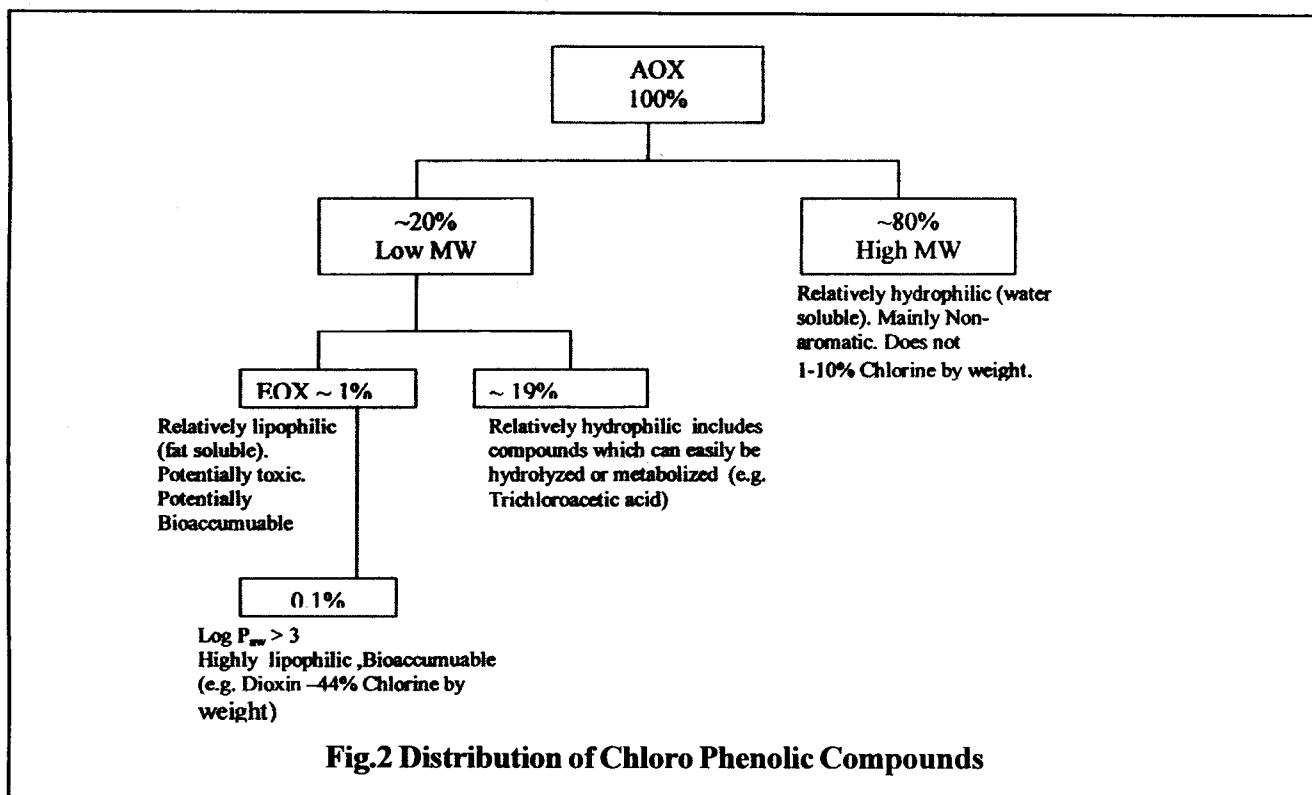 AOX
100%
~20%
Low MW
~80%
High MW
Relatively hydrophilic (water
soluble). Mainly Non-
aromatic. Does not
1-10% Chlorine by weight.
EOX ~ 1%
~ 19%
Relatively lipophilic
(fat soluble).
Potentially toxic.
Potentially
Bioaccumuable
Relatively hydrophilic includes
compounds which can easily be
hydrolyzed or metabolized (e.g.
Trichloroacetic acid)
0.1%
Log P > 3
Highly lipophilic ,Bioaccumuable
(e.g. Dioxin –44% Chlorine by
weight)
Fig.2 Distribution of Chloro Phenolic Compounds